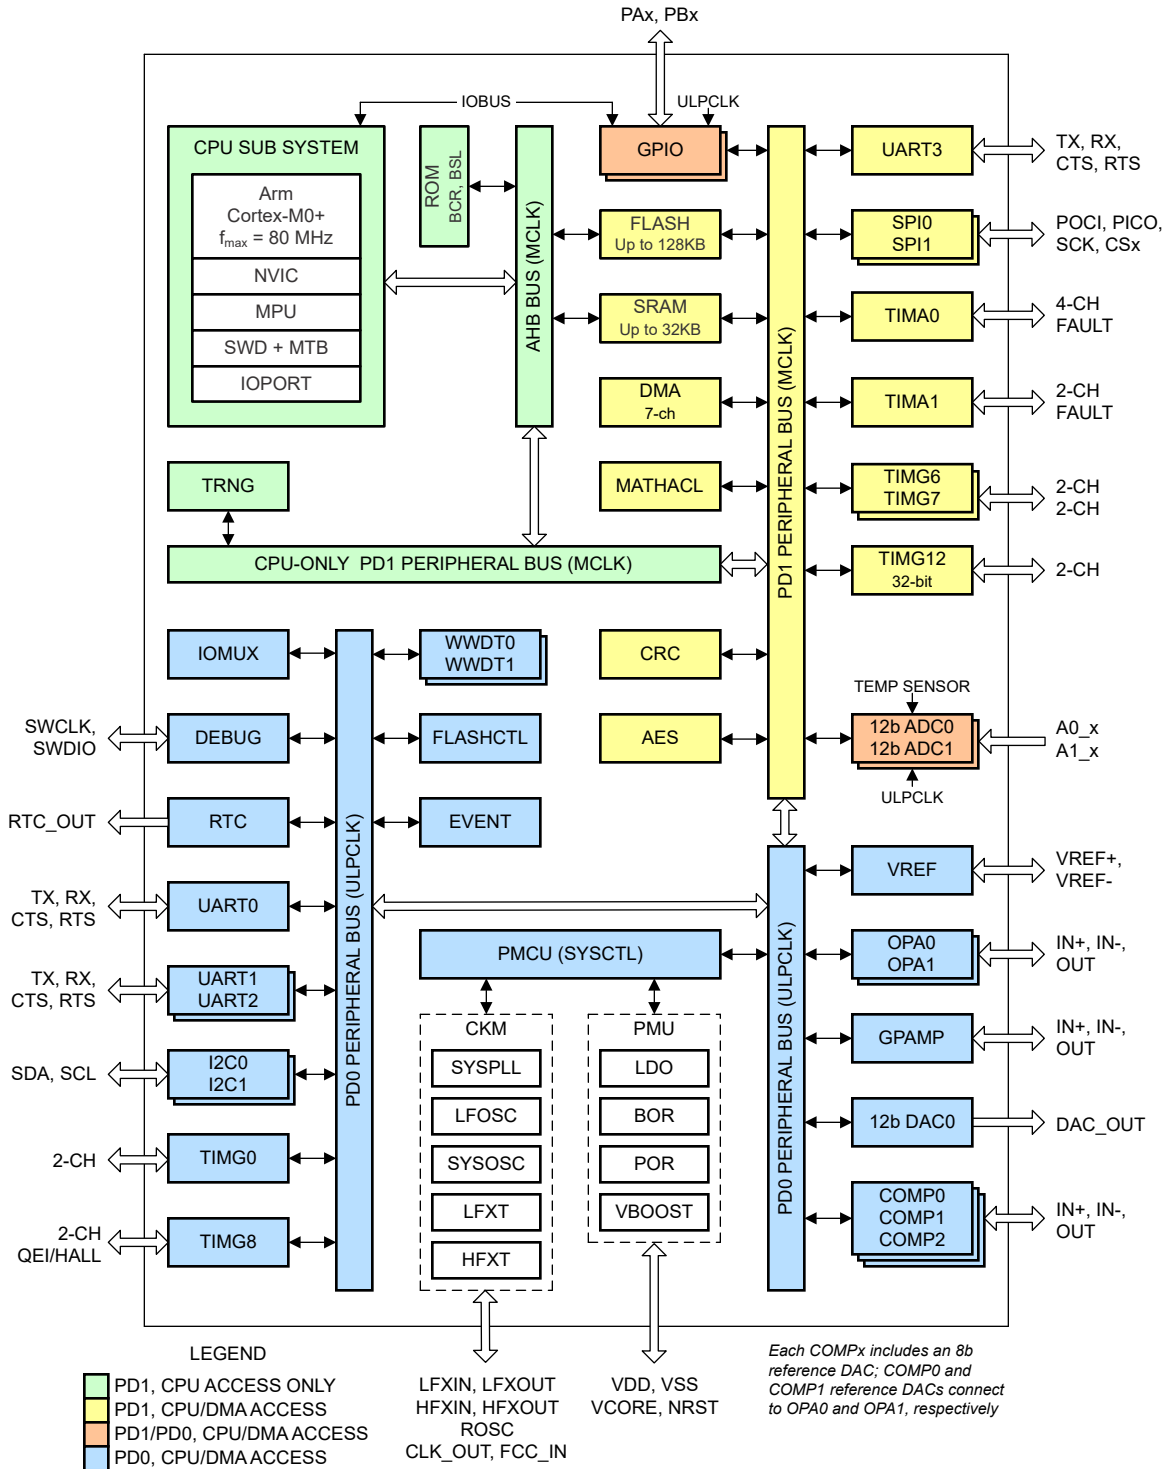 PAx, PBx
IOBUS
ULPCLK
CPU SUB SYSTEM
Arm
Cortex-M0+
fmax = 80 MHz
NVIC
MPU
SWD + MTB
IOPORT
ROM
BCR, BSL
AHB BUS (MCLK)
GPIO
FLASH
Up to 128KB
SRAM
Up to 32KB
DMA
7-ch
MATHACL
PD1 PERIPHERAL BUS (MCLK)
UART3
TX, RX,
CTS, RTS
SPI0
SPI1
POCI, PICO,
SCK, CSx
TIMA0
4-CH
FAULT
TIMA1
2-CH
FAULT
TIMG6
TIMG7
2-CH
2-CH
TIMG12
32-bit
2-CH
TRNG
CPU-ONLY PD1 PERIPHERAL BUS (MCLK)
CRC
AES
TEMP SENSOR
12b ADC0
12b ADC1
ULPCLK
A0_x
A1_x
IOMUX
SWCLK,
SWDIO
DEBUG
RTC_OUT
RTC
TX, RX,
CTS, RTS
UART0
TX, RX,
CTS, RTS
UART1
UART2
SDA, SCL
I2C0
I2C1
2-CH
TIMG0
2-CH
QEI/HALL
TIMG8
PD0 PERIPHERAL BUS (ULPCLK)
WWDT0
WWDT1
FLASHCTL
EVENT
PMCU (SYSCTL)
CKM
SYSPLL
LFOSC
SYSOSC
LFXT
HFXT
PMU
LDO
BOR
POR
VBOOST
PD0 PERIPHERAL BUS (ULPCLK)
VREF
VREF+,
VREF-
OPA0
OPA1
IN+, IN-,
OUT
GPAMP
IN+, IN-,
OUT
12b DAC0
DAC_OUT
COMP0
COMP1
COMP2
IN+, IN-,
OUT
LEGEND
PD1, CPU ACCESS ONLY
PD1, CPU/DMA ACCESS
PD1/PD0, CPU/DMA ACCESS
PD0, CPU/DMA ACCESS
LFXIN, LFXOUT
HFXIN, HFXOUT
ROSC
CLK_OUT, FCC_IN
VDD, VSS
VCORE, NRST
Each COMPx includes an 8b
reference DAC; COMP0 and
COMP1 reference DACs connect
to OPA0 and OPA1, respectively